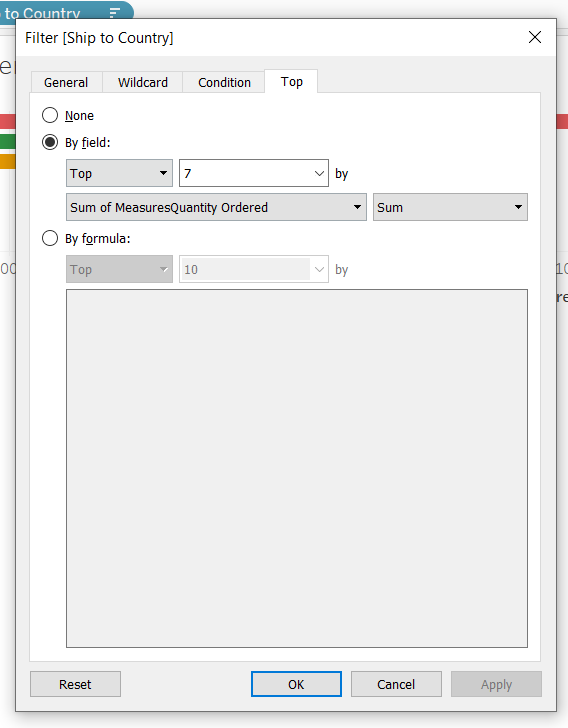 to Country
Filter [Ship to Country]
General Wildcard Condition Top
None
By field:
Top 7 by
Sum of MeasuresQuantity Ordered Sum
By formula:
Top 10 by
Reset OK Cancel Apply